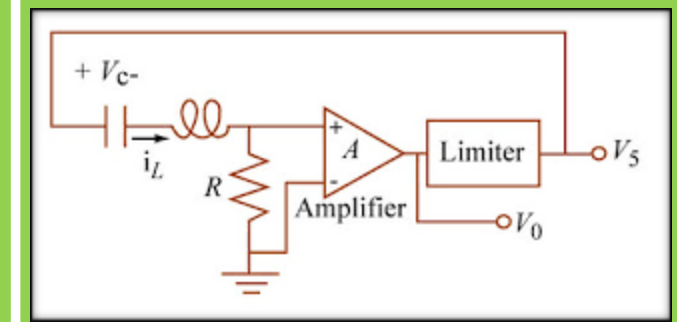 + Vc-
iL
R
+
A
-
Amplifier
Limiter
V5
V0